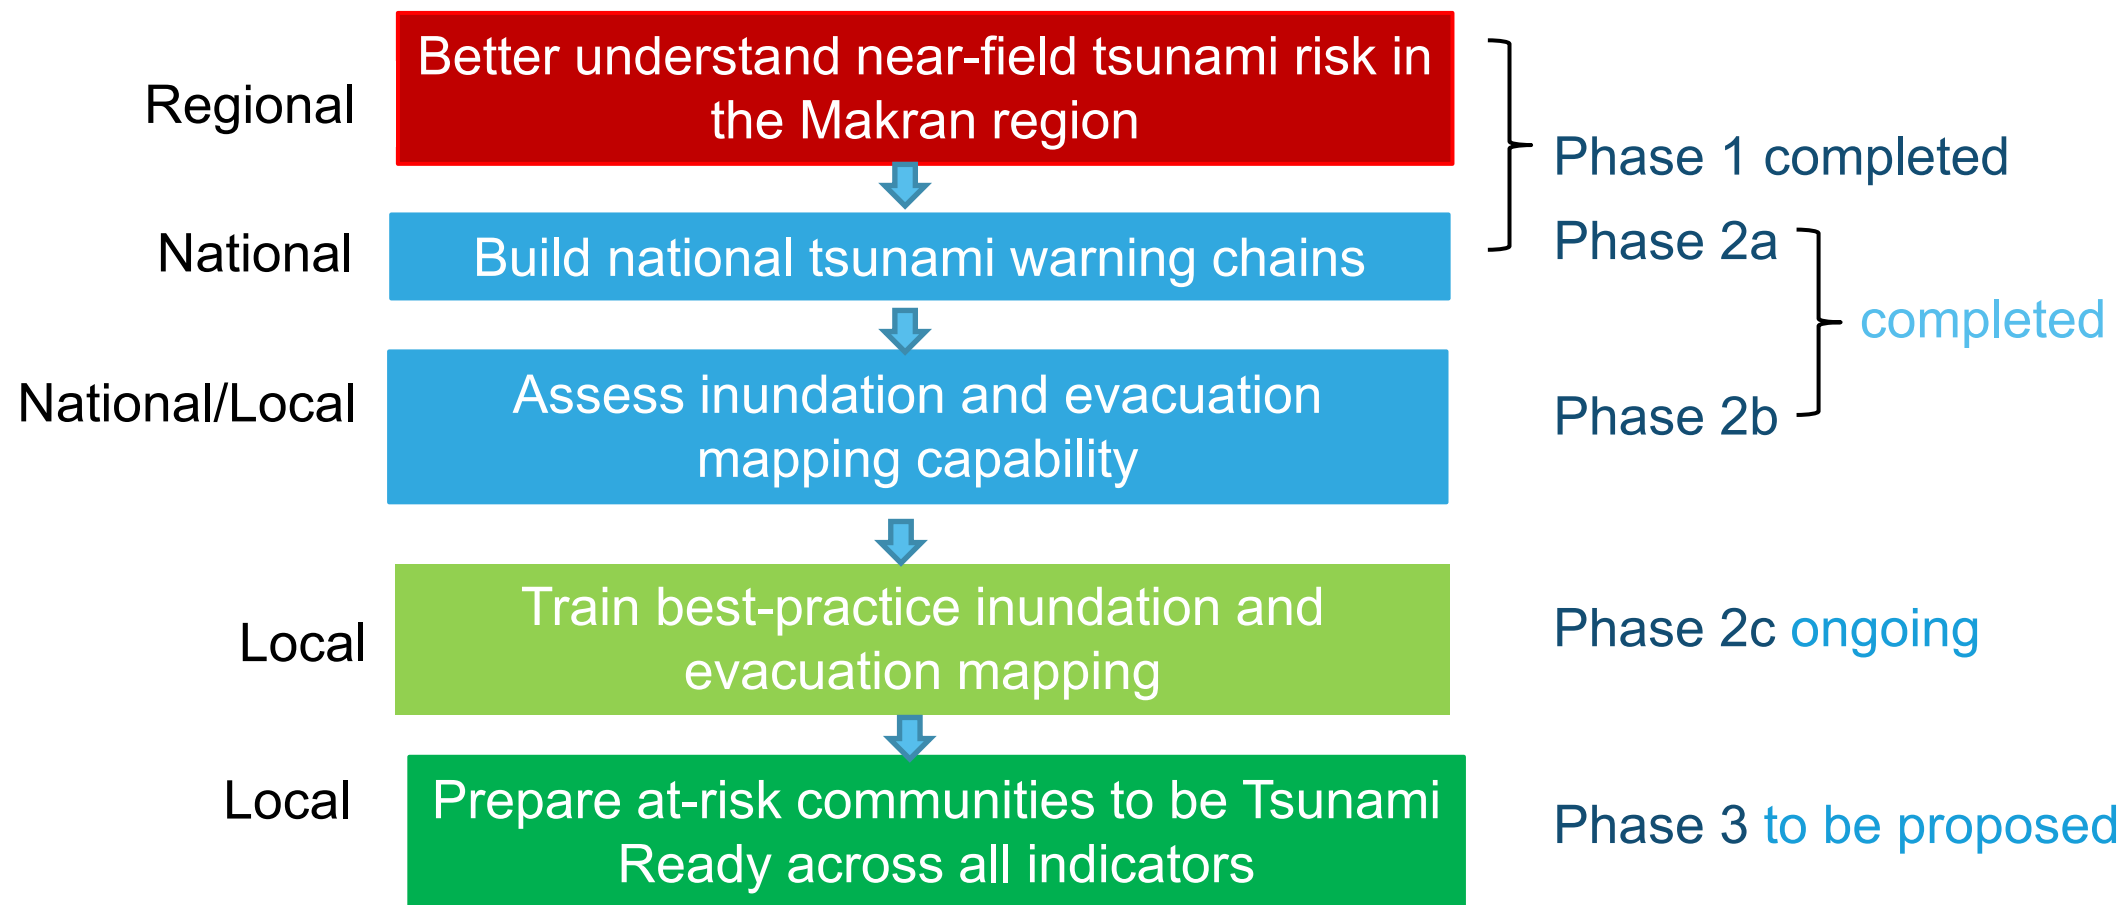 Regional
Better understand near-field tsunami risk in
the Makran region
Phase 1 completed
National
Build national tsunami warning chains
Phase 2a
completed
National/Local
Assess inundation and evacuation
mapping capability
Phase 2b
Local
Train best-practice inundation and
evacuation mapping
Phase 2c ongoing
Local
Prepare at-risk communities to be Tsunami
Ready across all indicators
Phase 3 to be proposed